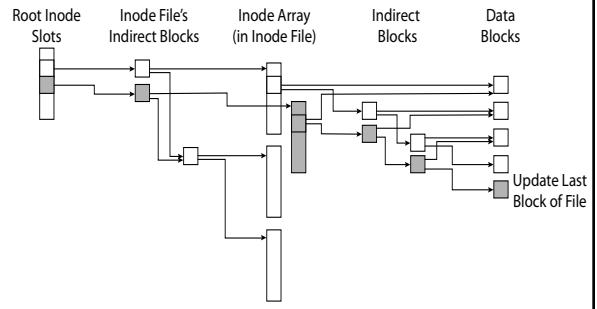 Root Inode
Slots
Inode File's
Indirect Blocks
Inode Array
(in Inode File)
Indirect
Blocks
Data
Blocks
Update Last
Block of File